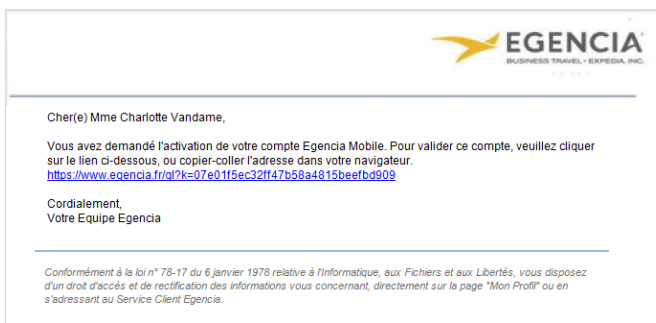 EGENCIA
BUSINESS TRAVEL • EXPEDIA, INC.
Cher(e) Mme Charlotte Vandame,
Vous avez demandé l'activation de votre compte Egencia Mobile. Pour valider ce compte, veuillez cliquer
sur le lien ci-dessous, ou copier-coller l'adresse dans votre navigateur.
https://www.egencia.fr/gl?k=07e01f5ec32ff47b58a4815beefbd909
Cordialement,
Votre Equipe Egencia
Conformément à la loi n° 78-17 du 6 janvier 1978 relative à l'Informatique, aux Fichiers et aux Libertés, vous disposez
d'un droit d'accès et de rectification des informations vous concernant, directement sur la page "Mon Profil" ou en
s'adressant au Service Client Egencia.